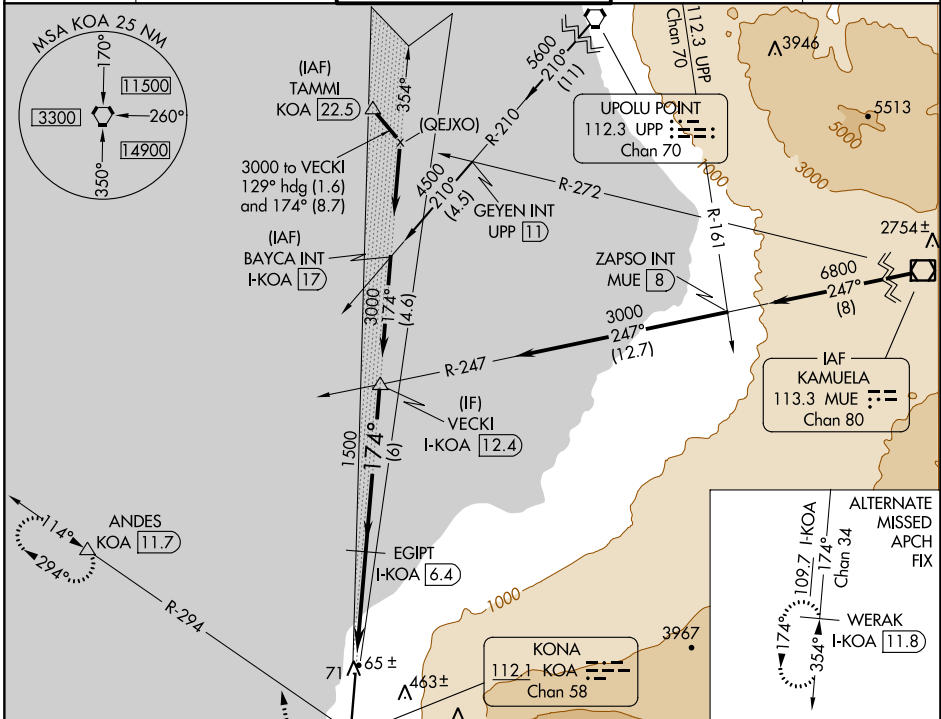 MSA KOA 25 NM
170°
11500
3300
260°
14900
350°
(IAF)
TAMMI
KOA 22.5
354°
(QEJXO)
3000 to VECKI
129° hdg (1.6)
and 174° (8.7)
5600
210°
(11)
R-210
4500
210°
(4.5)
GEYEN INT
UPP 11
112.3 UPP
Chan 70
UPOLU POINT
112.3 UPP
Chan 70
3946
5513
5000
3000
1000
R-272
R-161
2754±
(IAF)
BAYCA INT
I-KOA 17
ZAPSO INT
MUE 8
6800
247°
(8)
3000
174°
(4.6)
3000
247°
(12.7)
R-247
IAF
KAMUELA
113.3 MUE
Chan 80
(IF)
VECKI
I-KOA 12.4
1500
174°
(6)
ANDES
KOA 11.7
114°
294°
R-294
EGIPT
I-KOA 6.4
1000
ALTERNATE
MISSED
APCH
FIX
109.7 I-KOA
174°
Chan 34
WERAK
I-KOA 11.8
174°
354°
71
65±
463±
3967
KONA
112.1 KOA
Chan 58